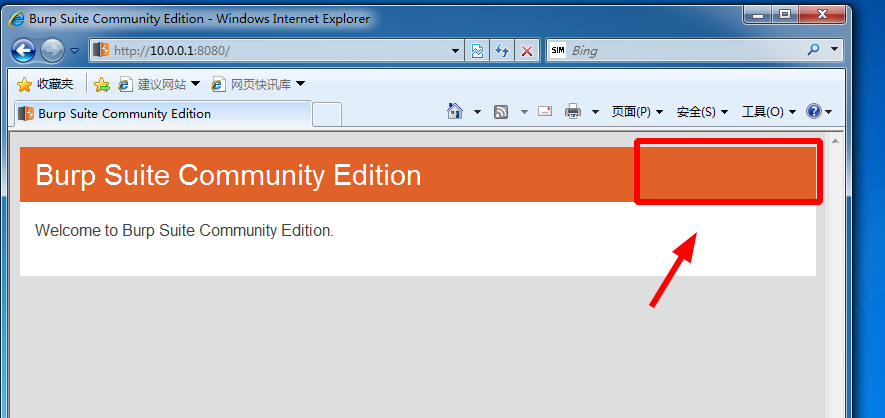 Burp Suite Community Edition - Windows Internet Explorer
http://10.0.0.1:8080/
SIM Bing
收藏夹 建议网站 网页快讯库
Burp Suite Community Edition 页面(P) 安全(S) 工具(O)
Burp Suite Community Edition
Welcome to Burp Suite Community Edition.